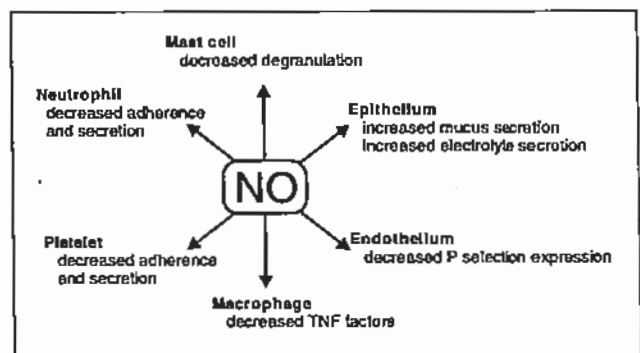 Mast cell
decreased degranulation
Neutrophil
decreased adherence
and secretion
Epithelium
increased mucus secretion
increased electrolyte secretion
NO
Platelet
decreased adherence
and secretion
Endothelium
decreased P selection expression
Macrophage
decreased TNF factors